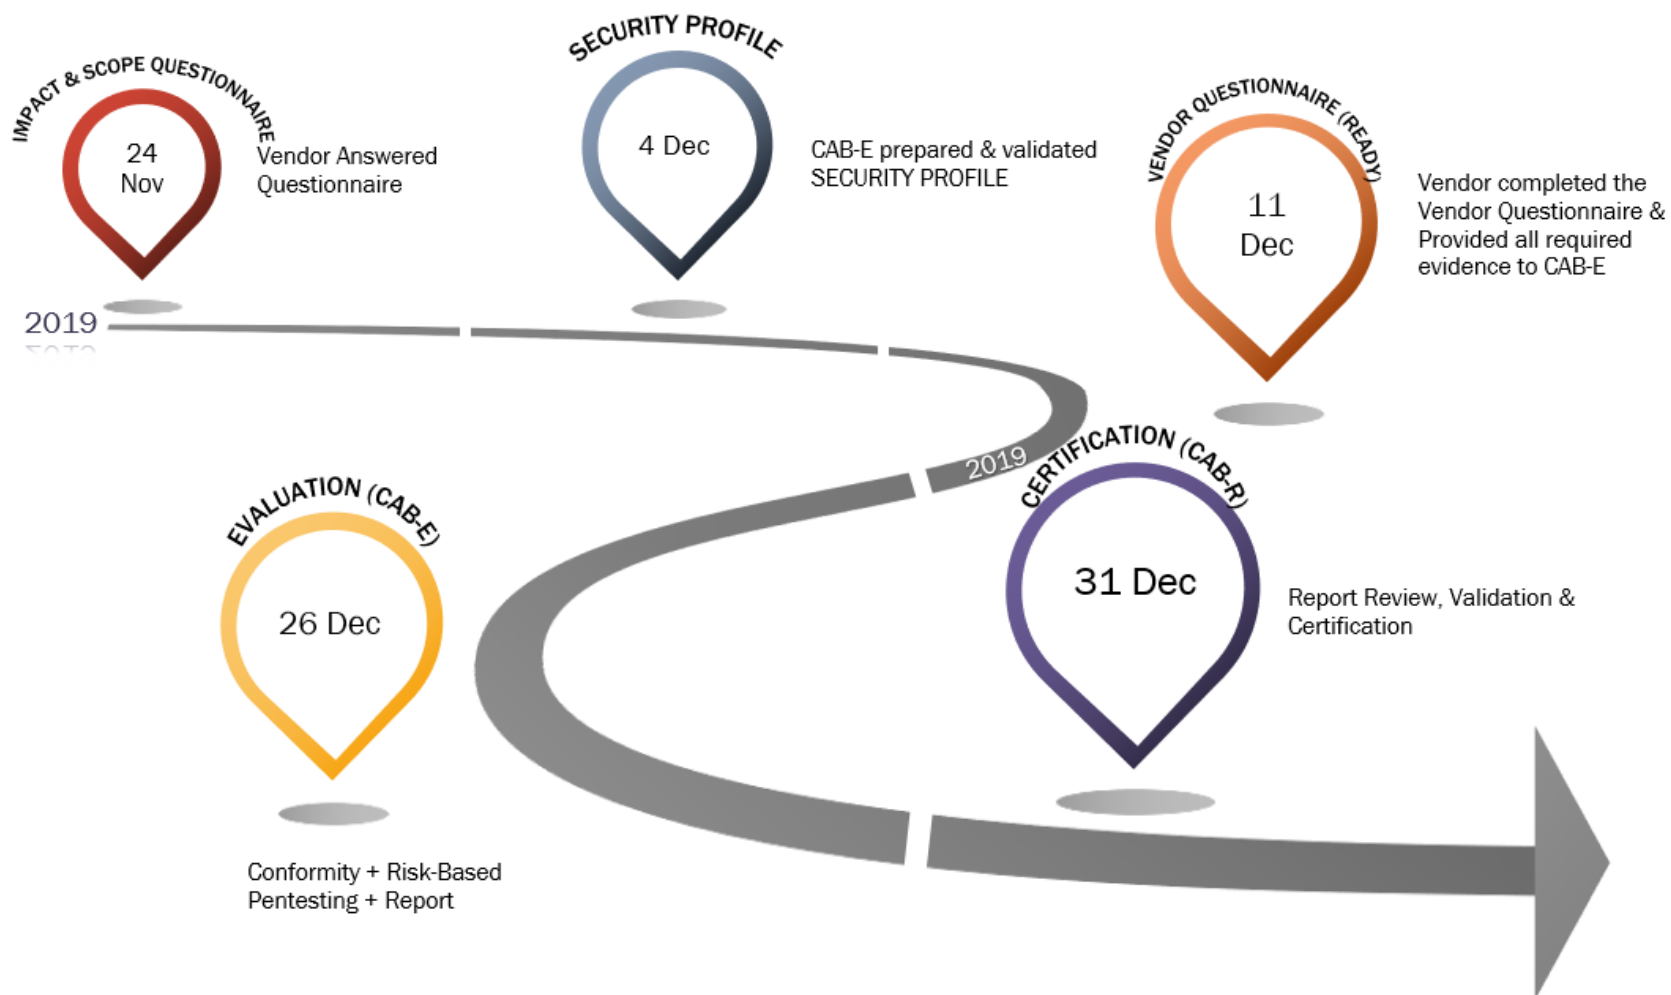 IMPACT & SCOPE QUESTIONNAIRE
24
Nov
Vendor Answered
Questionnaire
SECURITY PROFILE
4 Dec
CAB-E prepared & validated
SECURITY PROFILE
VENDOR QUESTIONNAIRE (READY)
11
Dec
Vendor completed the
Vendor Questionnaire &
Provided all required
evidence to CAB-E
2019
2019
EVALUATION (CAB-E)
26 Dec
Conformity + Risk-Based
Pentesting + Report
CERTIFICATION (CAB-R)
31 Dec
Report Review, Validation &
Certification